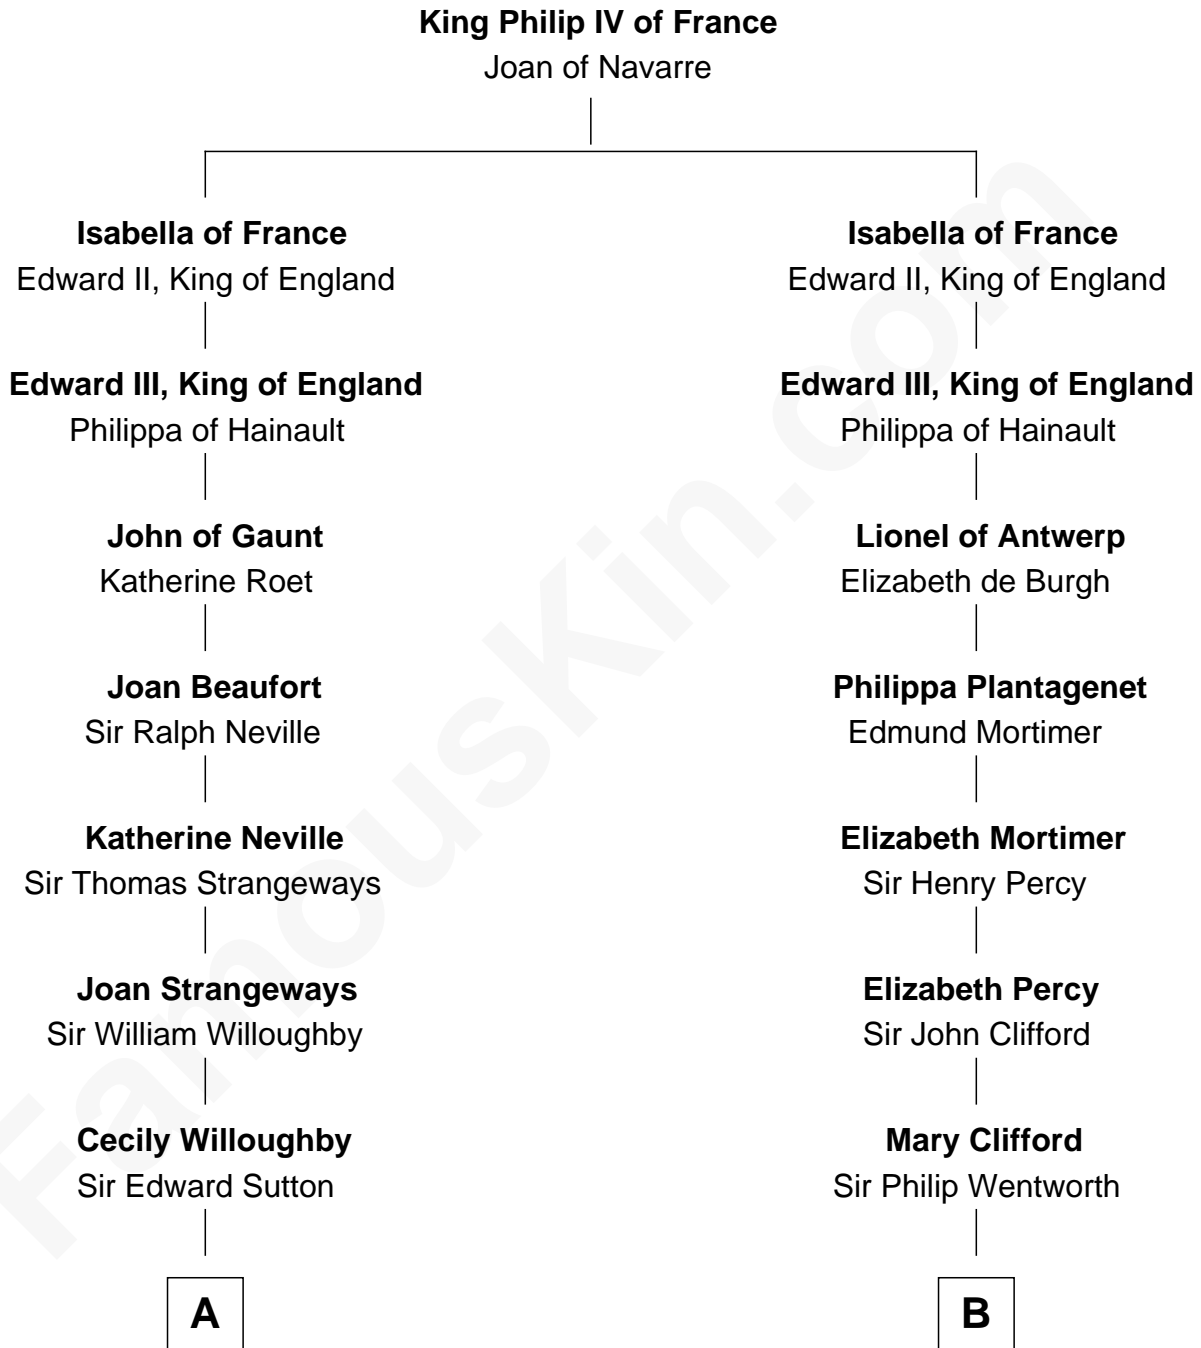 King Philip IV of France
Joan of Navarre
Isabella of France
Edward II, King of England
Edward III, King of England
Philippa of Hainault
John of Gaunt
Katherine Roet
Joan Beaufort
Sir Ralph Neville
Katherine Neville
Sir Thomas Strangeways
Joan Strangeways
Sir William Willoughby
Cecily Willoughby
Sir Edward Sutton
A
Isabella of France
Edward II, King of England
Edward III, King of England
Philippa of Hainault
Lionel of Antwerp
Elizabeth de Burgh
Philippa Plantagenet
Edmund Mortimer
Elizabeth Mortimer
Sir Henry Percy
Elizabeth Percy
Sir John Clifford
Mary Clifford
Sir Philip Wentworth
B
FamousKin.com